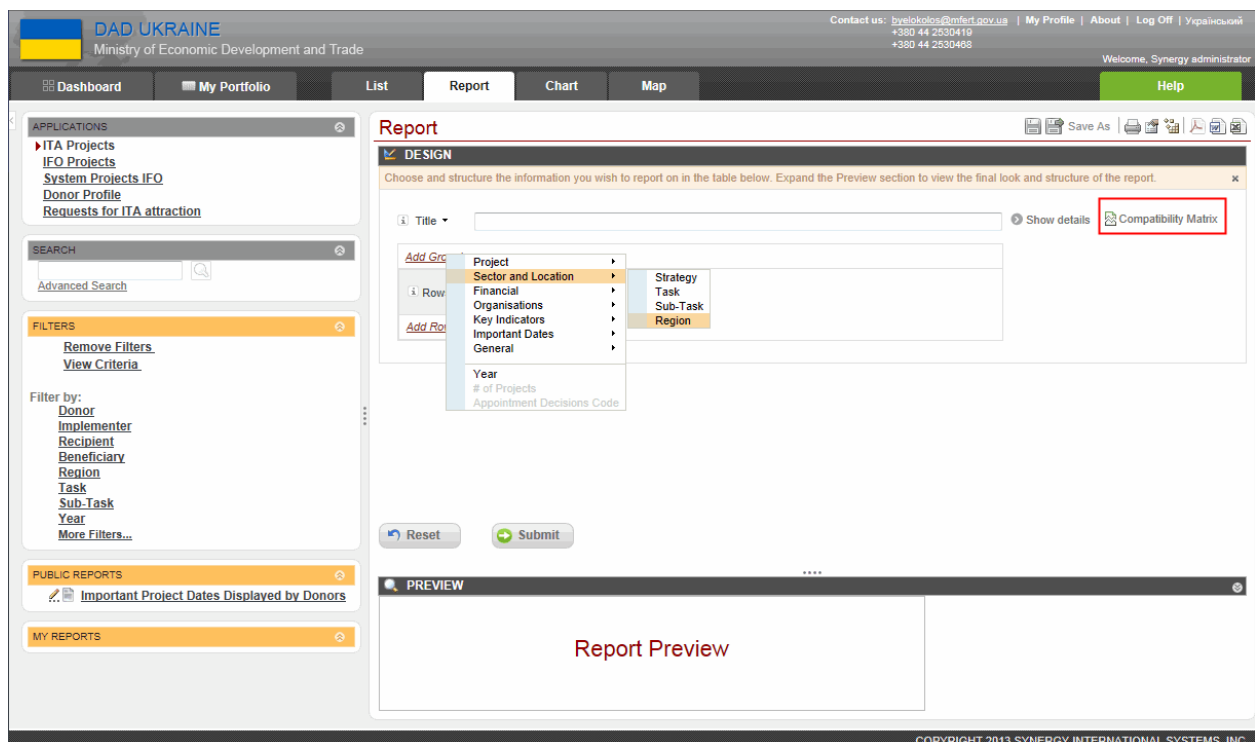 DAD UKRAINE
Ministry of Economic Development and Trade
Contact us: byelokolos@mfert.gov.ua | My Profile | About | Log Off | Український
+380 44 2530419
+380 44 2530468
Welcome, Synergy administrator
Dashboard My Portfolio List Report Chart Map Help
APPLICATIONS
ITA Projects
IFO Projects
System Projects IFO
Donor Profile
Requests for ITA attraction
SEARCH
Advanced Search
FILTERS
Remove Filters
View Criteria
Filter by:
Donor
Implementer
Recipient
Beneficiary
Region
Task
Sub-Task
Year
More Filters...
PUBLIC REPORTS
Important Project Dates Displayed by Donors
MY REPORTS
Report
Save As
DESIGN
Choose and structure the information you wish to report on in the table below. Expand the Preview section to view the final look and structure of the report.
Title
Show details
Compatibility Matrix
Add Gro
Row
Add Ro
Project
Sector and Location
Financial
Organisations
Key Indicators
Important Dates
General
Year
# of Projects
Appointment Decisions Code
Strategy
Task
Sub-Task
Region
Reset Submit
PREVIEW
Report Preview
COPYRIGHT 2013 SYNERGY INTERNATIONAL SYSTEMS, INC